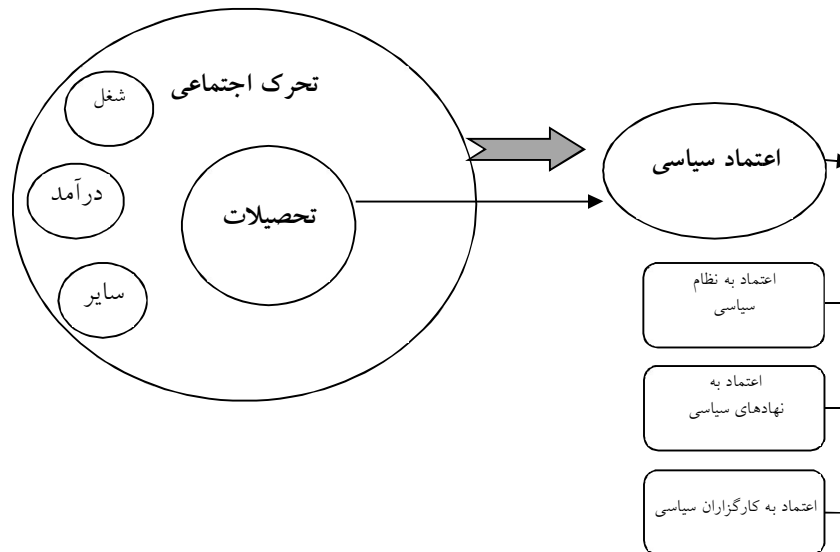 تحرک اجتماعی
شغل
درآمد
تحصیلات
سایر
اعتماد سیاسی
اعتماد به نظام
سیاسی
اعتماد به
نهادهای سیاسی
اعتماد به کارگزاران سیاسی